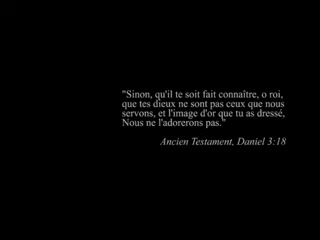 "Sinon, qu'il te soit fait connaître, o roi,
que tes dieux ne sont pas ceux que nous
servons, et l'image d'or que tu as dressé,
Nous ne l'adorerons pas."
Ancien Testament, Daniel 3:18